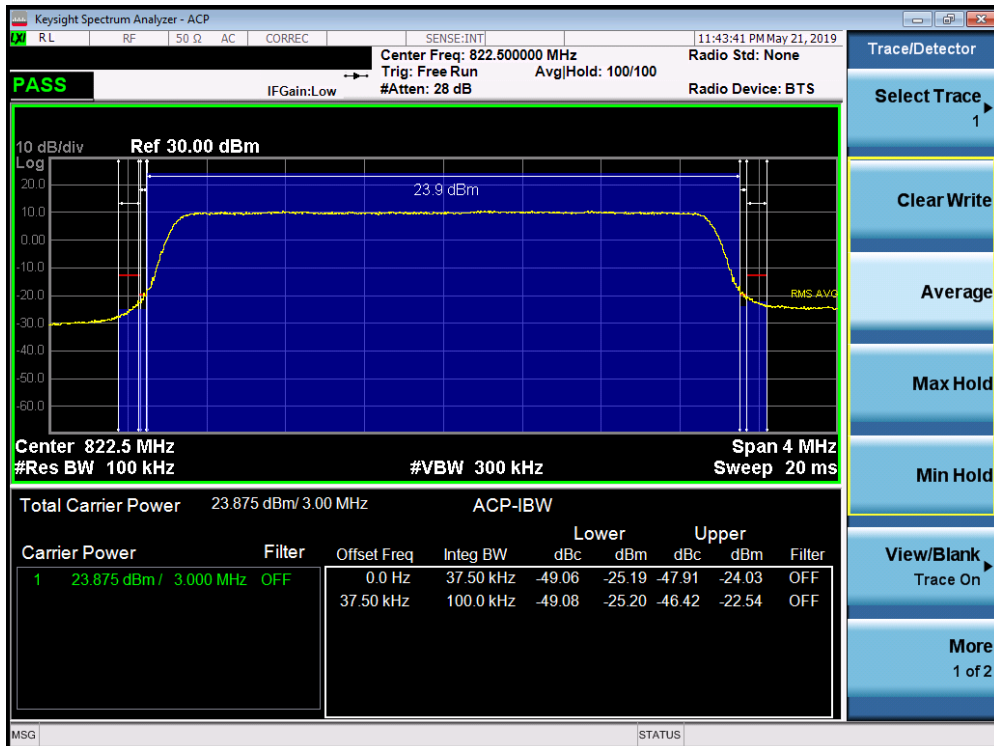 Keysight Spectrum Analyzer - ACP
LXI RL RF 50 Ω AC CORREC SENSE:INT 11:43:41 PM May 21, 2019
Center Freq: 822.500000 MHz Radio Std: None
Trig: Free Run Avg|Hold: 100/100
PASS IFGain:Low #Atten: 28 dB Radio Device: BTS
10 dB/div Ref 30.00 dBm
Log
20.0
23.9 dBm
10.0
0.00
-10.0
-20.0
RMS AVG
-30.0
-40.0
-50.0
-60.0
Center 822.5 MHz Span 4 MHz
#Res BW 100 kHz #VBW 300 kHz Sweep 20 ms
Total Carrier Power 23.875 dBm/ 3.00 MHz ACP-IBW
Lower Upper
Carrier Power Filter Offset Freq Integ BW dBc dBm dBc dBm Filter
1 23.875 dBm / 3.000 MHz OFF 0.0 Hz 37.50 kHz -49.06 -25.19 -47.91 -24.03 OFF
37.50 kHz 100.0 kHz -49.08 -25.20 -46.42 -22.54 OFF
MSG STATUS
Trace/Detector
Select Trace
1
Clear Write
Average
Max Hold
Min Hold
View/Blank
Trace On
More
1 of 2